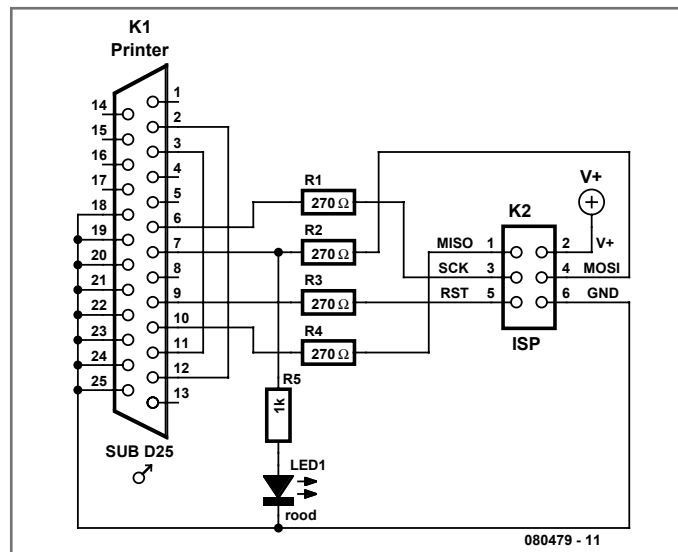 K1
Printer
1
14
2
15
3
16
4
17
5
18
6
19
7
20
8
21
9
22
10
23
11
24
12
25
13
SUB D25
R1
270 Ω
R2
270 Ω
R3
270 Ω
R4
270 Ω
R5
1k
LED1
rood
V+
K2
MISO 1
2 V+
SCK 3
4 MOSI
RST 5
6 GND
ISP
080479 - 11